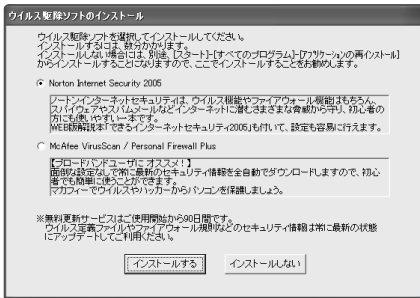 ウイルス駆除ソフトのインストール
ウイルス駆除ソフトを選択してインストールしてください。
インストールするには、数分かかります。
インストールしない場合には、別途、[スタート]-[すべてのプログラム]-[アプリケーションの再インストール]
からインストールすることになりますので、ここでインストールすることをお勧めします。
Norton Internet Security 2005
ノートンインターネットセキュリティは、ウイルス機能やファイアウォール機能はもちろん、
スパイウェアやスパムメールなどインターネットに潜むさまざまな脅威から守り、初心者の
方にも使いやすい一本です。
WEB版解説本「できるインターネットセキュリティ2005」も付いて、設定も容易に行えます。
McAfee VirusScan / Personal Firewall Plus
【ブロードバンドユーザに オススメ！】
面倒な設定なしで常に最新のセキュリティ情報を全自動でダウンロードしますので、初心
者でも簡単に使うことができます。
マカフィーでウイルスやハッカーからパソコンを保護しましょう。
※無料更新サービスはご使用開始から90日間です。
ウイルス定義ファイルやファイアウォール規則などのセキュリティ情報は常に最新の状態
にアップデートしてご利用ください。
インストールする インストールしない